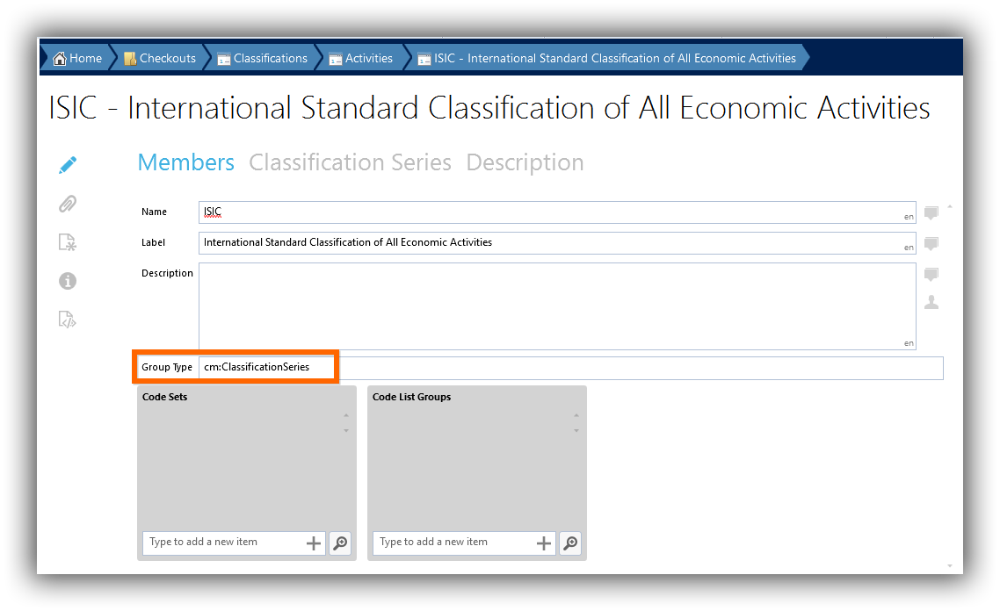 Home Checkouts Classifications Activities ISIC - International Standard Classification of All Economic Activities
ISIC - International Standard Classification of All Economic Activities
Members Classification Series Description
Name ISIC en
Label International Standard Classification of All Economic Activities en
Description
en
Group Type cm:ClassificationSeries
Code Sets Code List Groups
Type to add a new item Type to add a new item